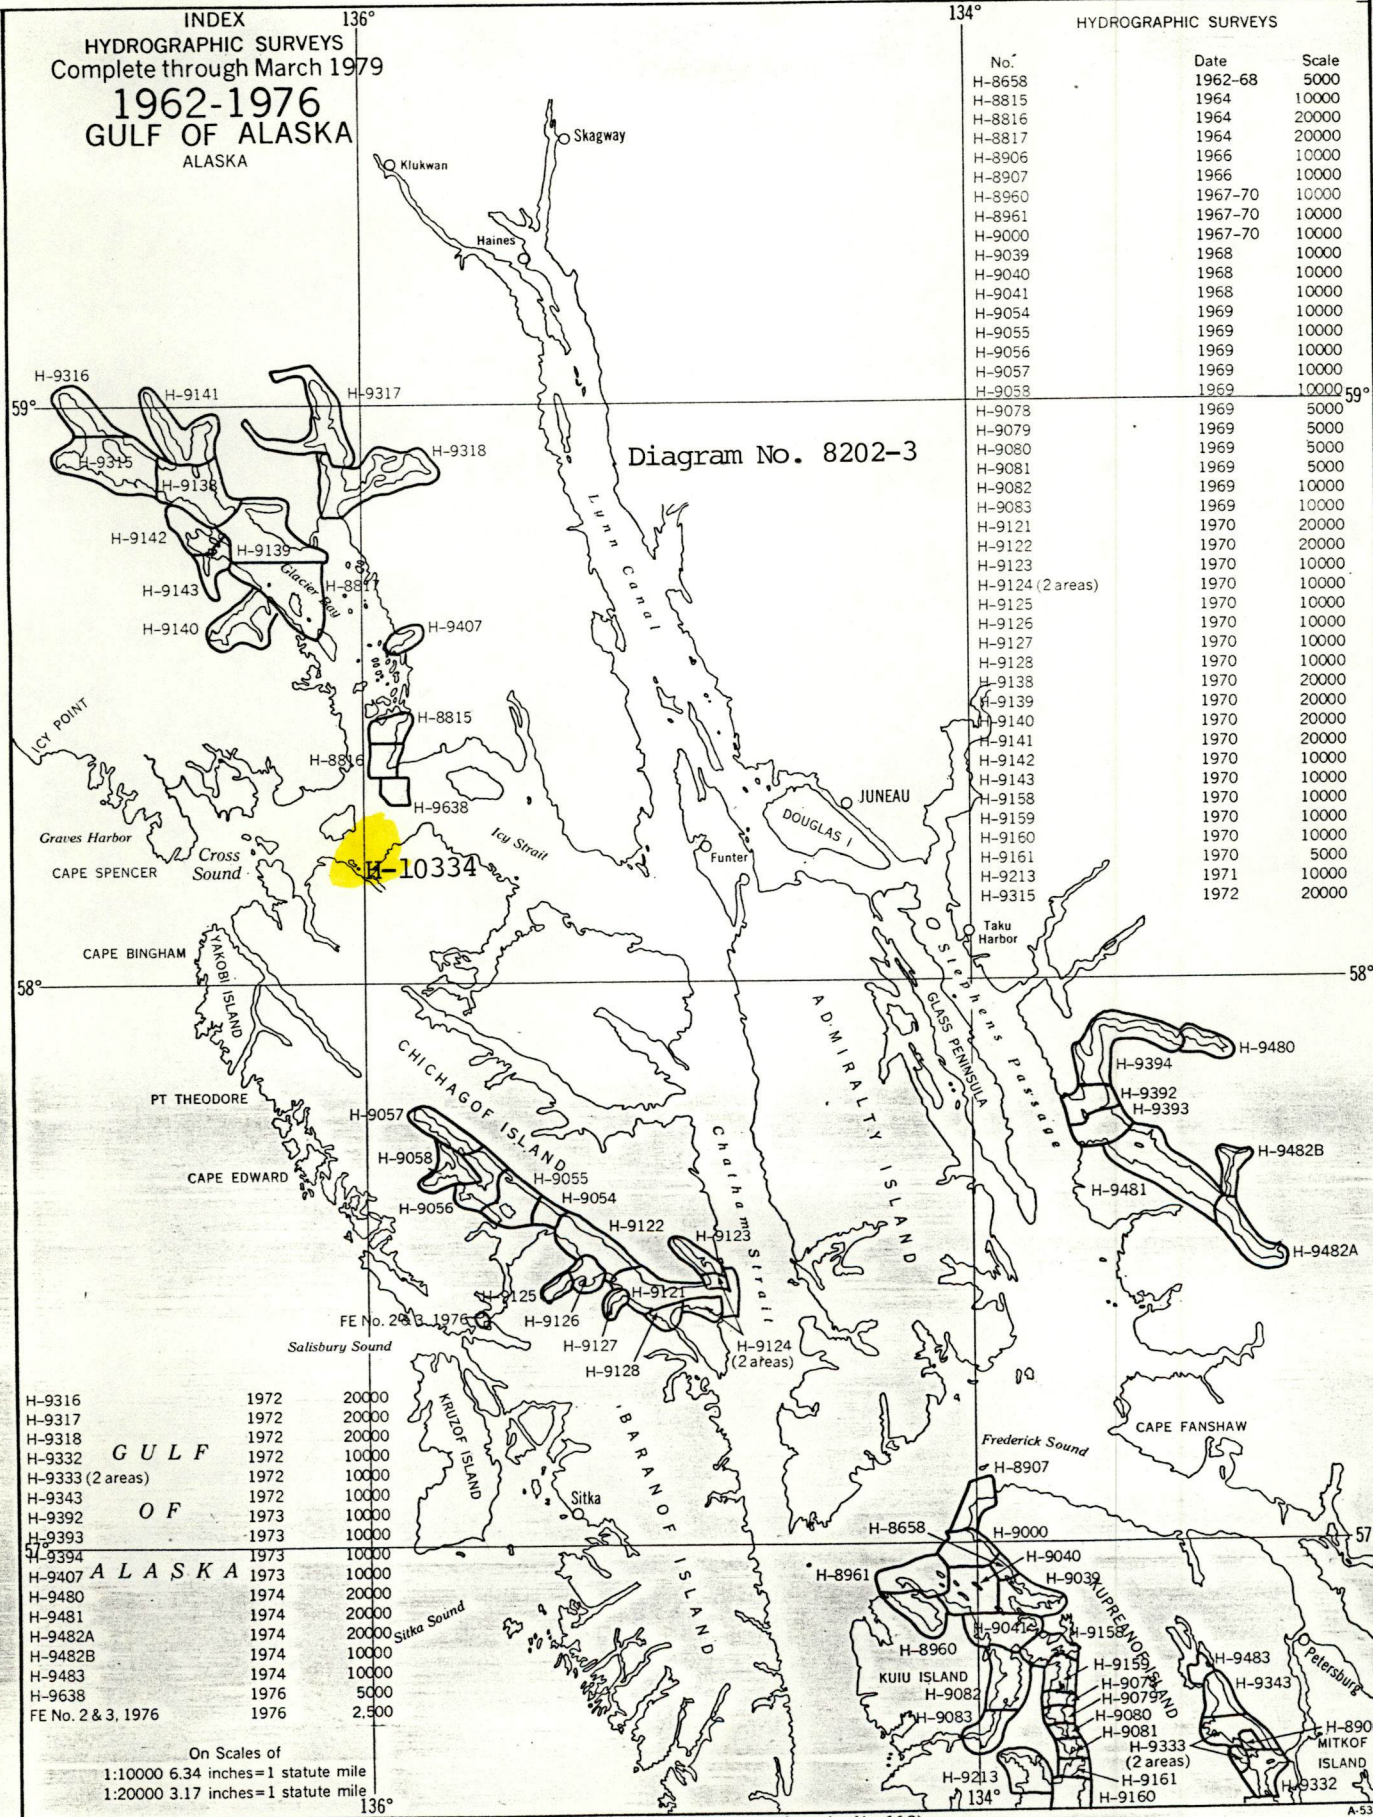 INDEX
HYDROGRAPHIC SURVEYS
Complete through March 1979
1962-1976
GULF OF ALASKA
ALASKA
136°
134°
HYDROGRAPHIC SURVEYS
No. Date Scale
H-8658 1962-68 5000
H-8815 1964 10000
H-8816 1964 20000
H-8817 1964 20000
H-8906 1966 10000
H-8907 1966 10000
H-8960 1967-70 10000
H-8961 1967-70 10000
H-9000 1967-70 10000
H-9039 1968 10000
H-9040 1968 10000
H-9041 1968 10000
H-9054 1969 10000
H-9055 1969 10000
H-9056 1969 10000
H-9057 1969 10000
H-9058 1969 10000
H-9078 1969 5000
H-9079 1969 5000
H-9080 1969 5000
H-9081 1969 5000
H-9082 1969 10000
H-9083 1969 10000
H-9121 1970 20000
H-9122 1970 20000
H-9123 1970 10000
H-9124 (2 areas) 1970 10000
H-9125 1970 10000
H-9126 1970 10000
H-9127 1970 10000
H-9128 1970 10000
H-9138 1970 20000
H-9139 1970 20000
H-9140 1970 20000
H-9141 1970 20000
H-9142 1970 10000
H-9143 1970 10000
H-9158 1970 10000
H-9159 1970 10000
H-9160 1970 10000
H-9161 1970 5000
H-9213 1971 10000
H-9315 1972 20000
Skagway
Klukwan
Haines
H-9316
H-9141
H-9317
59°
59°
H-9315
H-9318
Diagram No. 8202-3
H-9138
H-9142
H-9139
Glacier Bay
H-8817
H-9143
H-9140
H-9407
Lynn Canal
ICY POINT
H-8815
H-8816
H-9638
JUNEAU
DOUGLAS I
Graves Harbor
Cross
Sound
CAPE SPENCER
Icy Strait
Funter
H-10334
Taku
Harbor
CAPE BINGHAM
YAKOBI ISLAND
58°
58°
Stephens Passage
GLASS PENINSULA
ADMIRALTY ISLAND
CHICHAGOF ISLAND
PT THEODORE
CAPE EDWARD
H-9480
H-9394
H-9392
H-9393
H-9482B
H-9481
H-9482A
H-9057
H-9058
H-9055
H-9054
H-9056
H-9122
H-9123
Chatham Strait
H-9125
H-9121
H-9126
H-9127
H-9128
H-9124
(2 areas)
FE No. 2 & 3, 1976
Salisbury Sound
KRUZOF ISLAND
BARANOF ISLAND
Sitka
Sitka Sound
CAPE FANSHAW
Frederick Sound
H-9316 1972 20000
H-9317 1972 20000
H-9318 1972 20000
H-9332 1972 10000
H-9333 (2 areas) 1972 10000
H-9343 1972 10000
H-9392 1973 10000
H-9393 1973 10000
H-9394 1973 10000
H-9407 1973 10000
H-9480 1974 20000
H-9481 1974 20000
H-9482A 1974 20000
H-9482B 1974 10000
H-9483 1974 10000
H-9638 1976 5000
FE No. 2 & 3, 1976 1976 2,500
GULF
OF
ALASKA
57°
57
On Scales of
1:10000 6.34 inches=1 statute mile
1:20000 3.17 inches=1 statute mile
H-8907
H-8658
H-9000
H-9040
H-9039
H-8961
H-9041
H-9158
H-8960
KUPREANOF ISLAND
KUIU ISLAND
H-9082
H-9083
H-9159
H-9078
H-9079
H-9080
H-9081
H-9333
(2 areas)
H-9161
H-9160
H-9213
H-9483
H-9343
Petersburg
H-890
MITKOF
ISLAND
H-9332
136°
134°
A-53